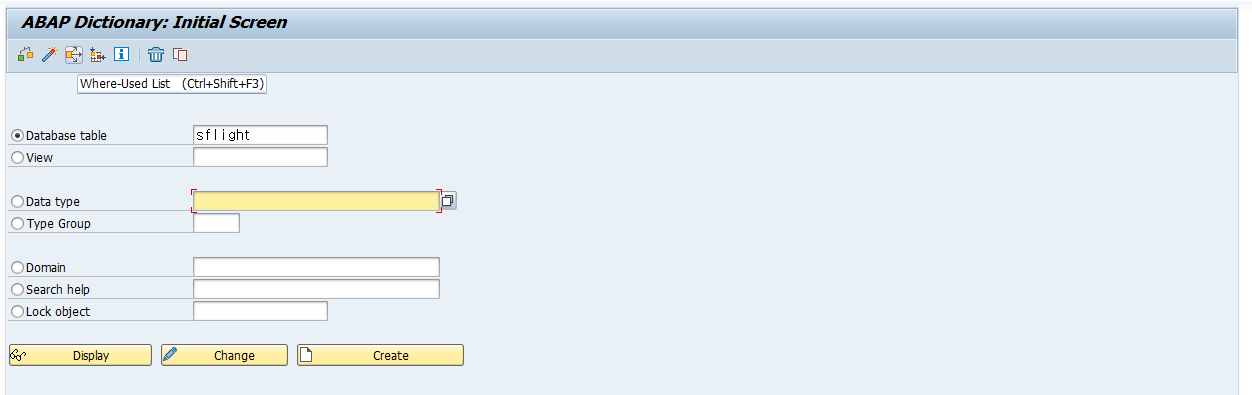 ABAP Dictionary: Initial Screen
Where-Used List (Ctrl+Shift+F3)
Database table sflight
View
Data type
Type Group
Domain
Search help
Lock object
Display Change Create